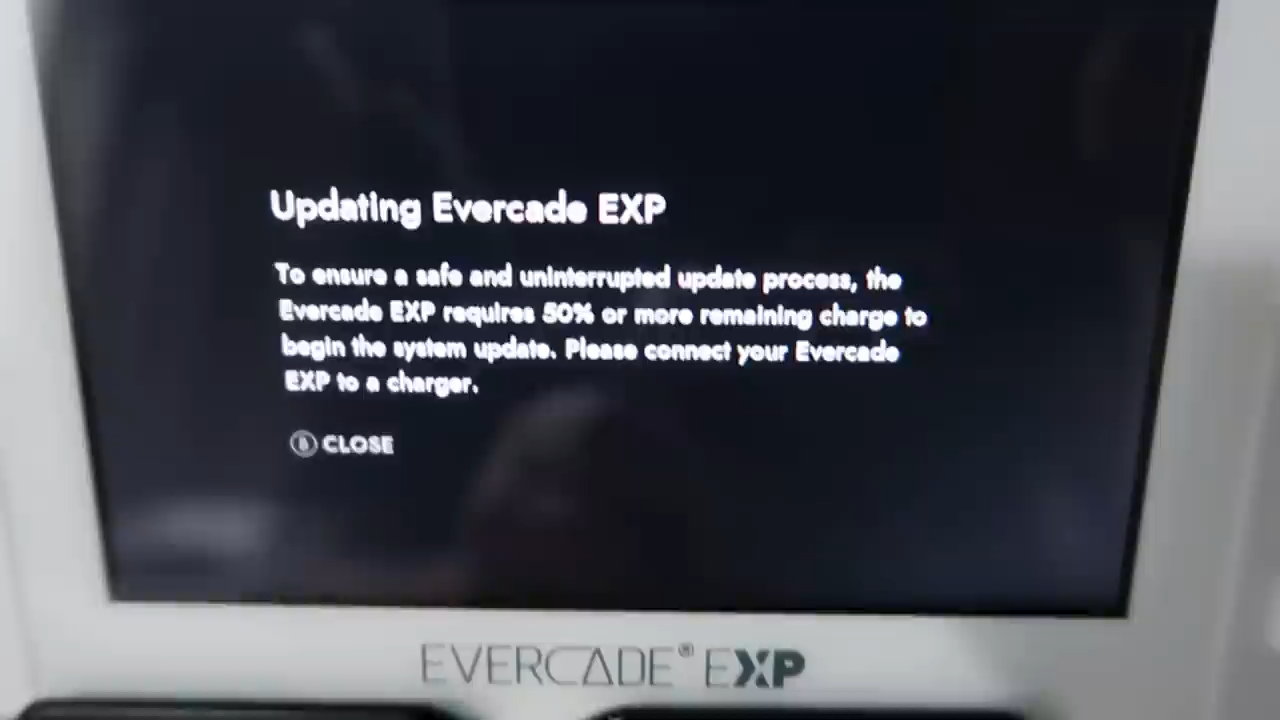 Updating Evercade EXP
To ensure a safe and uninterrupted update process, the
Evercade EXP requires 50% or more remaining charge to
begin the system update. Please connect your Evercade
EXP to a charger.
B CLOSE
EVERCADE® EXP